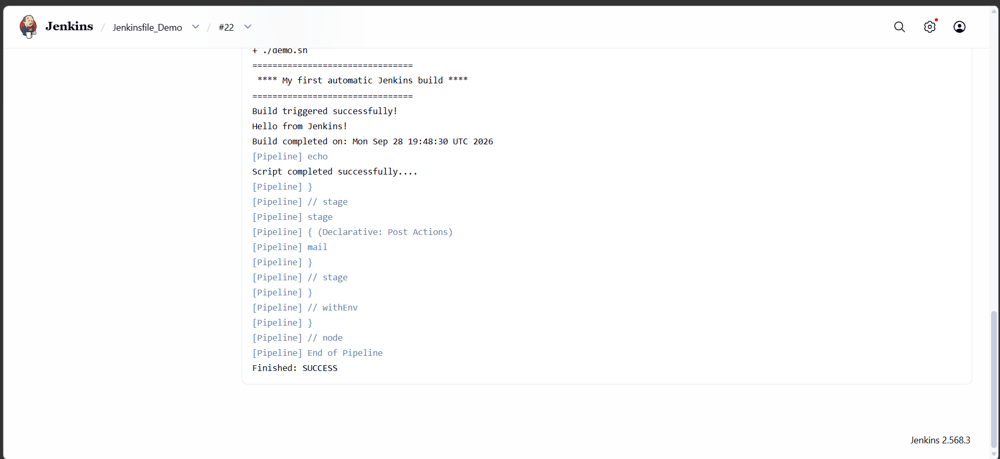 Jenkins / Jenkinsfile_Demo / #22
+ ./demo.sh
================================
**** My first automatic Jenkins build ****
================================
Build triggered successfully!
Hello from Jenkins!
Build completed on: Mon Sep 28 19:48:30 UTC 2026
[Pipeline] echo
Script completed successfully....
[Pipeline] }
[Pipeline] // stage
[Pipeline] stage
[Pipeline] { (Declarative: Post Actions)
[Pipeline] mail
[Pipeline] }
[Pipeline] // stage
[Pipeline] }
[Pipeline] // withEnv
[Pipeline] }
[Pipeline] // node
[Pipeline] End of Pipeline
Finished: SUCCESS
Jenkins 2.568.3